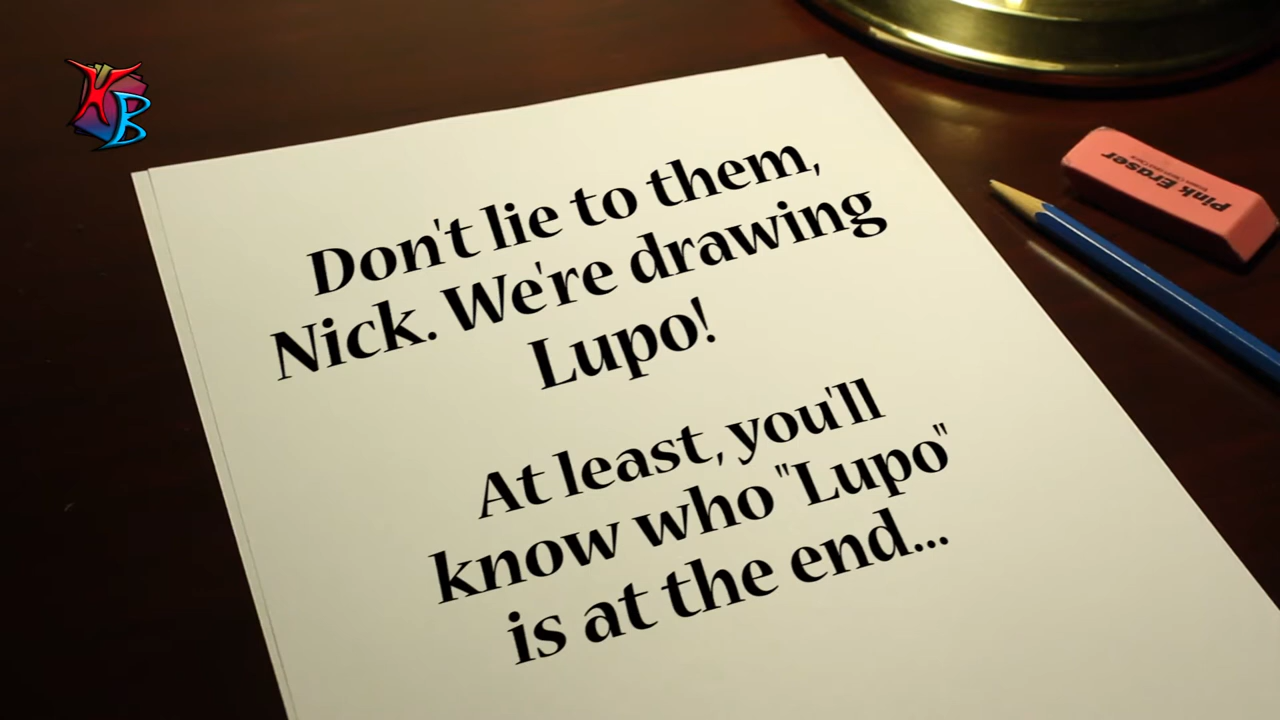 KB
Don't lie to them,
Nick. We're drawing
Lupo!
At least, you'll
know who "Lupo"
is at the end...
Pink Eraser